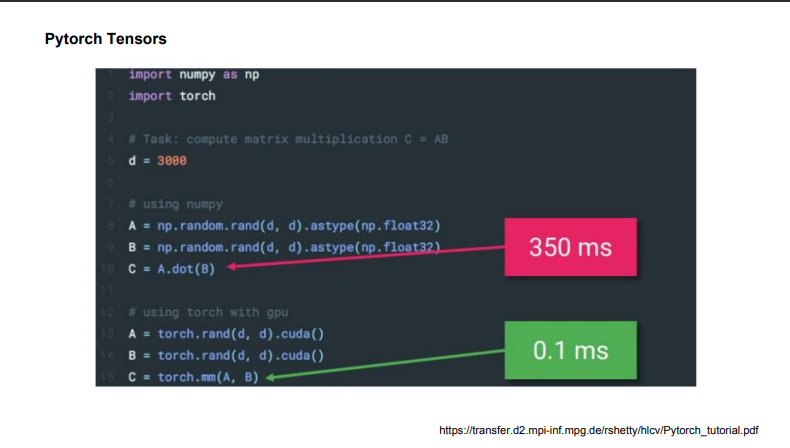 Pytorch Tensors
1 import numpy as np
2 import torch
3
4 # Task: compute matrix multiplication C = AB
5 d = 3000
6
7 # using numpy
8 A = np.random.rand(d, d).astype(np.float32)
9 B = np.random.rand(d, d).astype(np.float32)
10 C = A.dot(B)
350 ms
11
12 # using torch with gpu
13 A = torch.rand(d, d).cuda()
14 B = torch.rand(d, d).cuda()
15 C = torch.mm(A, B)
0.1 ms
https://transfer.d2.mpi-inf.mpg.de/rshetty/hlcv/Pytorch_tutorial.pdf